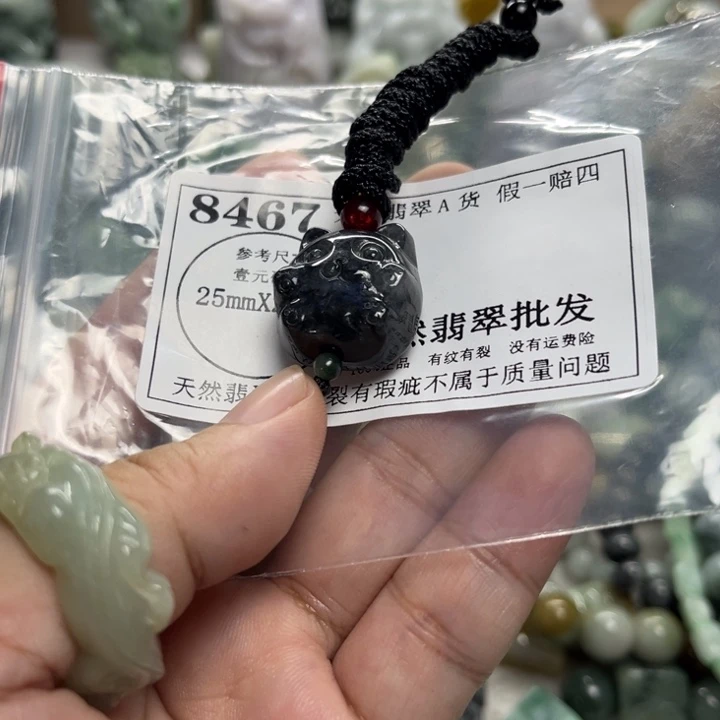 8467 翡翠A货 假一赔四
参考尺
壹元
25mmX
翡翠批发
品 有纹有裂 没有运费险
天然翡 裂有瑕疵不属于质量问题